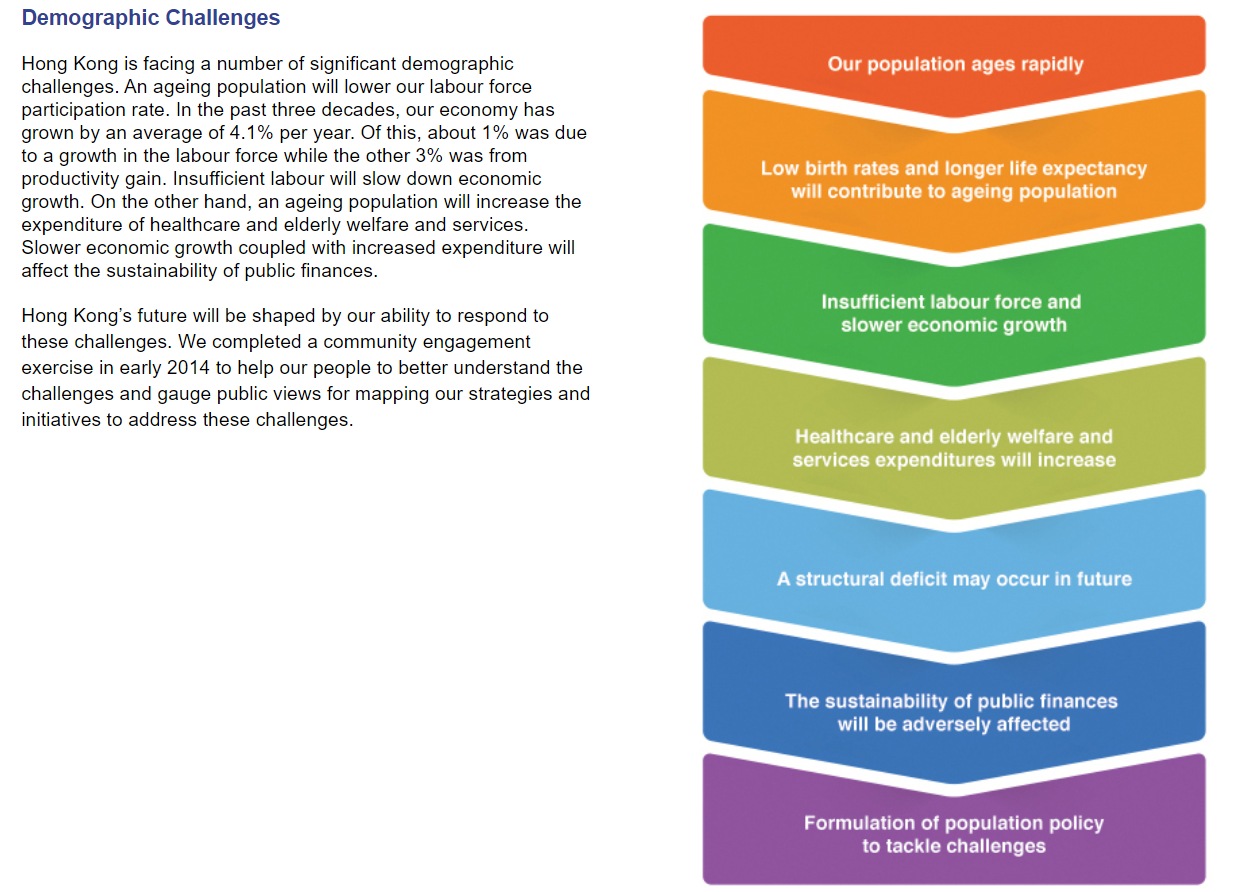 Demographic Challenges
Hong Kong is facing a number of significant demographic
challenges. An ageing population will lower our labour force
participation rate. In the past three decades, our economy has
grown by an average of 4.1% per year. Of this, about 1% was due
to a growth in the labour force while the other 3% was from
productivity gain. Insufficient labour will slow down economic
growth. On the other hand, an ageing population will increase the
expenditure of healthcare and elderly welfare and services.
Slower economic growth coupled with increased expenditure will
affect the sustainability of public finances.
Hong Kong’s future will be shaped by our ability to respond to
these challenges. We completed a community engagement
exercise in early 2014 to help our people to better understand the
challenges and gauge public views for mapping our strategies and
initiatives to address these challenges.
Our population ages rapidly
Low birth rates and longer life expectancy
will contribute to ageing population
Insufficient labour force and
slower economic growth
Healthcare and elderly welfare and
services expenditures will increase
A structural deficit may occur in future
The sustainability of public finances
will be adversely affected
Formulation of population policy
to tackle challenges